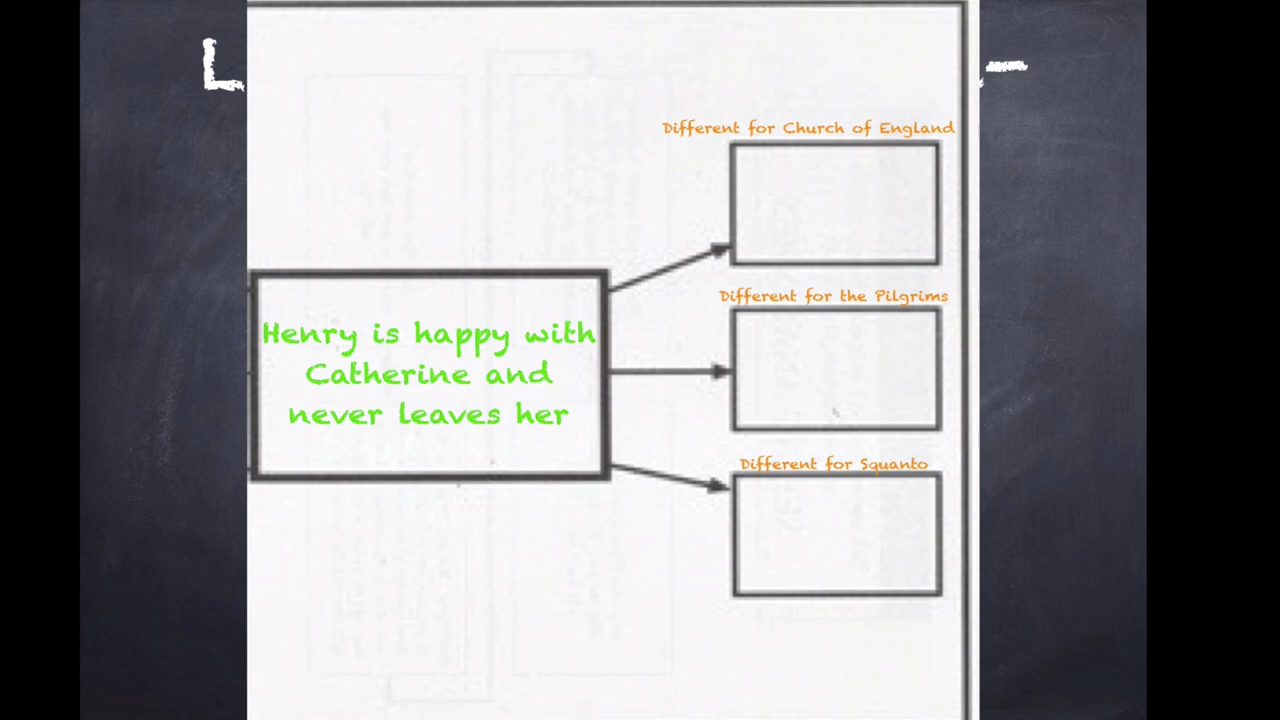 L
Different for Church of England
Different for the Pilgrims
Henry is happy with
Catherine and
never leaves her
Different for Squanto